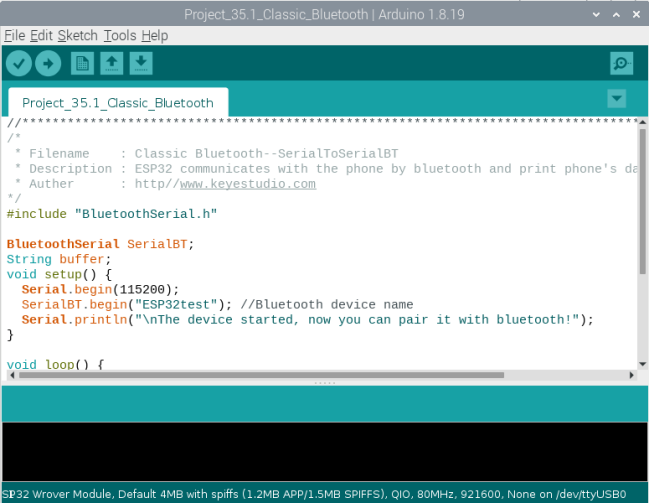 Project_35.1_Classic_Bluetooth | Arduino 1.8.19
File Edit Sketch Tools Help
Project_35.1_Classic_Bluetooth
//**********************************************************************************
/*
 * Filename    : Classic Bluetooth--SerialToSerialBT
 * Description : ESP32 communicates with the phone by bluetooth and print phone's da
 * Auther      : http//www.keyestudio.com
*/
#include "BluetoothSerial.h"
BluetoothSerial SerialBT;
String buffer;
void setup() {
  Serial.begin(115200);
  SerialBT.begin("ESP32test"); //Bluetooth device name
  Serial.println("\nThe device started, now you can pair it with bluetooth!");
}
void loop() {
SP32 Wrover Module, Default 4MB with spiffs (1.2MB APP/1.5MB SPIFFS), QIO, 80MHz, 921600, None on /dev/ttyUSB0